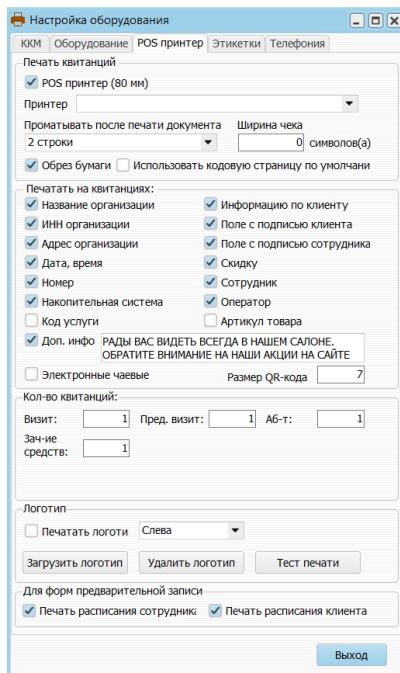 Настройка оборудования
ККМ Оборудование POS принтер Этикетки Телефония
Печать квитанций
POS принтер (80 мм)
Принтер
Проматывать после печати документа Ширина чека
2 строки 0 символов(а)
Обрез бумаги Использовать кодовую страницу по умолчани
Печатать на квитанциях:
Название организации Информацию по клиенту
ИНН организации Поле с подписью клиента
Адрес организации Поле с подписью сотрудника
Дата, время Скидку
Номер Сотрудник
Накопительная система Оператор
Код услуги Артикул товара
Доп. инфо РАДЫ ВАС ВИДЕТЬ ВСЕГДА В НАШЕМ САЛОНЕ.
ОБРАТИТЕ ВНИМАНИЕ НА НАШИ АКЦИИ НА САЙТЕ
Электронные чаевые Размер QR-кода 7
Кол-во квитанций:
Визит: 1 Пред. визит: 1 Аб-т: 1
Зач-ие
средств: 1
Логотип
Печатать логоти Слева
Загрузить логотип Удалить логотип Тест печати
Для форм предварительной записи
Печать расписания сотрудника Печать расписания клиента
Выход